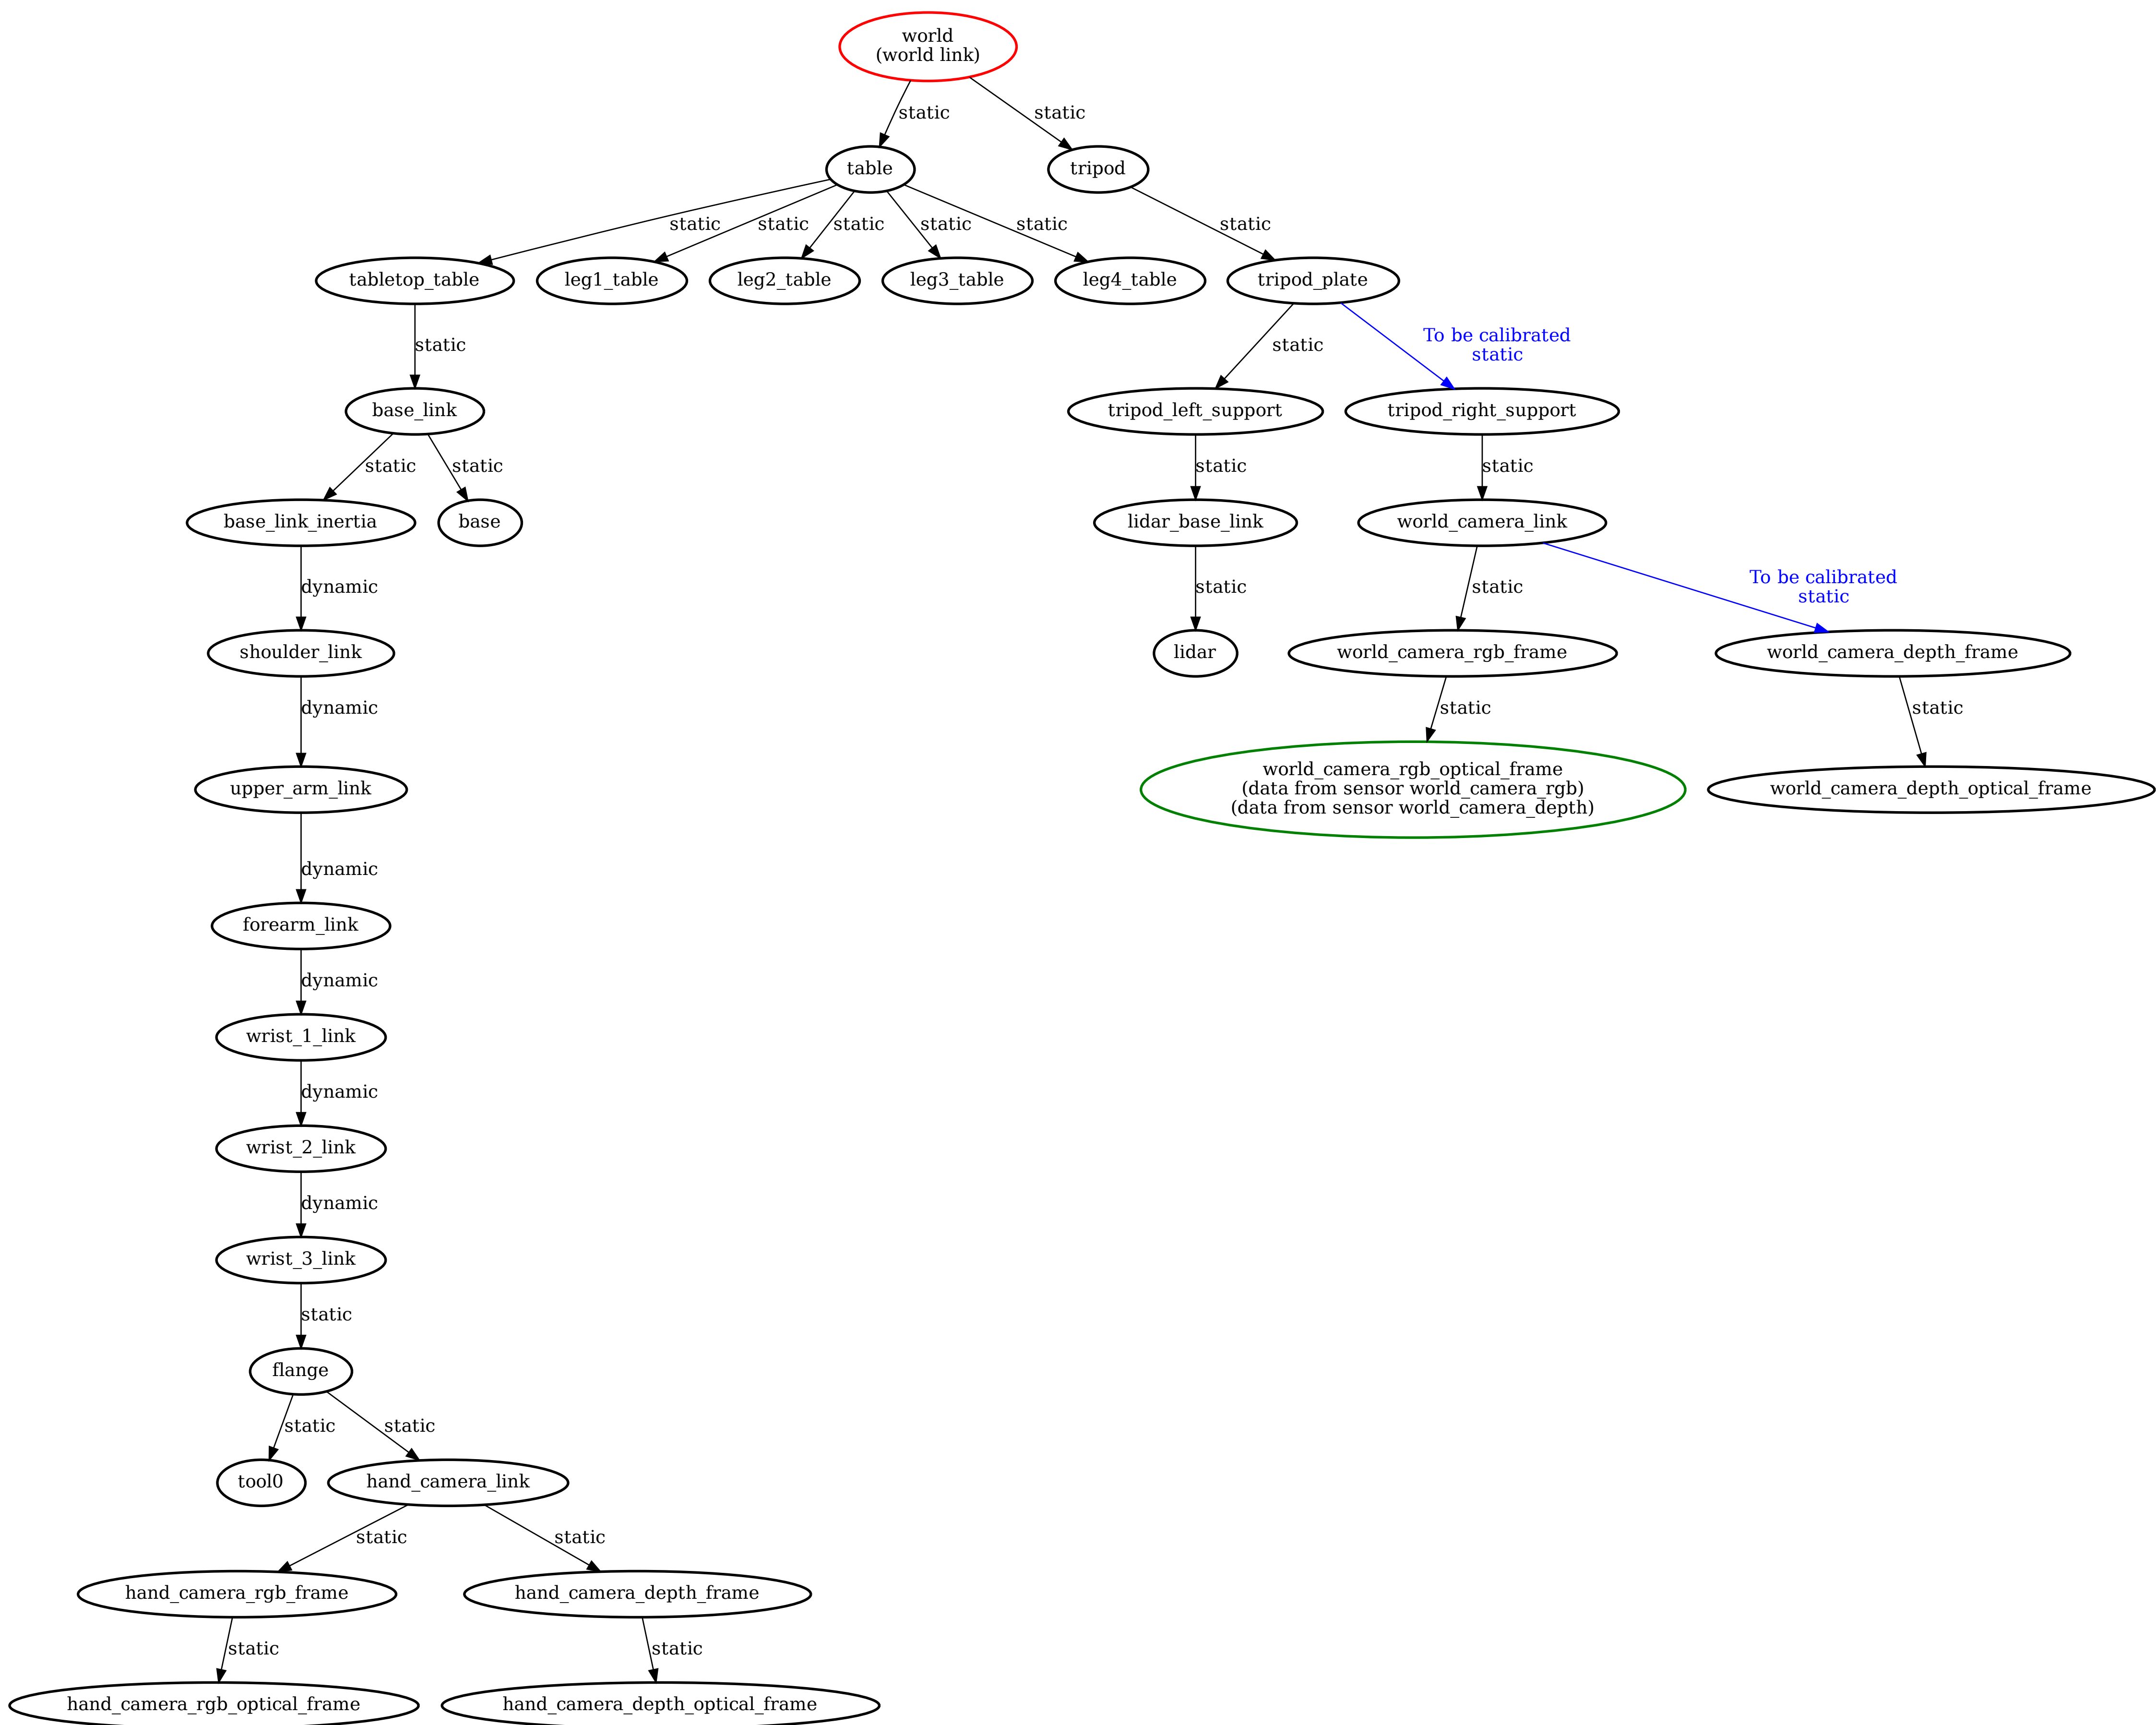 world
(world link)
static
static
table
tripod
static
static
static
static
static
static
tabletop_table
leg1_table
leg2_table
leg3_table
leg4_table
tripod_plate
static
static
To be calibrated
static
base_link
tripod_left_support
tripod_right_support
static
static
static
static
base_link_inertia
base
lidar_base_link
world_camera_link
dynamic
static
static
To be calibrated
static
shoulder_link
lidar
world_camera_rgb_frame
world_camera_depth_frame
dynamic
static
static
upper_arm_link
world_camera_rgb_optical_frame
(data from sensor world_camera_rgb)
(data from sensor world_camera_depth)
world_camera_depth_optical_frame
dynamic
forearm_link
dynamic
wrist_1_link
dynamic
wrist_2_link
dynamic
wrist_3_link
static
flange
static
static
tool0
hand_camera_link
static
static
hand_camera_rgb_frame
hand_camera_depth_frame
static
static
hand_camera_rgb_optical_frame
hand_camera_depth_optical_frame